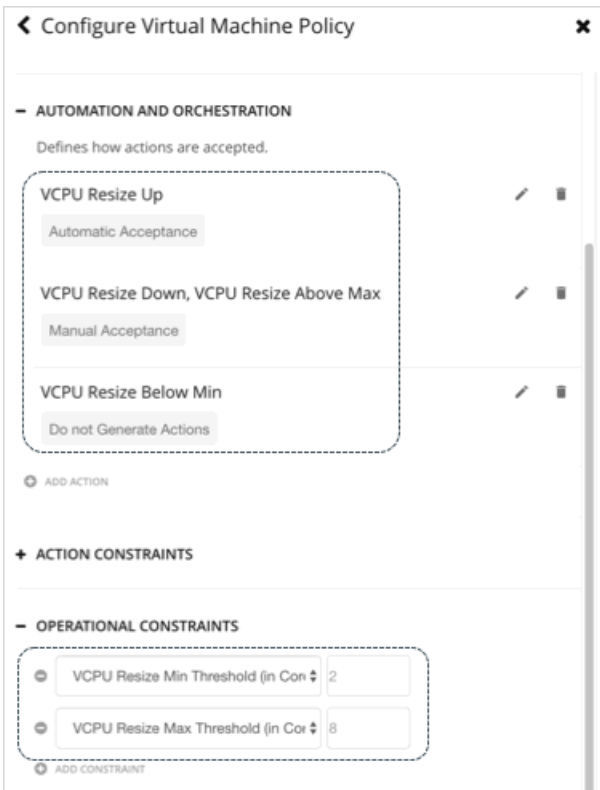 Configure Virtual Machine Policy
AUTOMATION AND ORCHESTRATION
Defines how actions are accepted.
VCPU Resize Up
Automatic Acceptance
VCPU Resize Down, VCPU Resize Above Max
Manual Acceptance
VCPU Resize Below Min
Do not Generate Actions
ADD ACTION
ACTION CONSTRAINTS
OPERATIONAL CONSTRAINTS
VCPU Resize Min Threshold (in Cor 2
VCPU Resize Max Threshold (in Cor 8
ADD CONSTRAINT